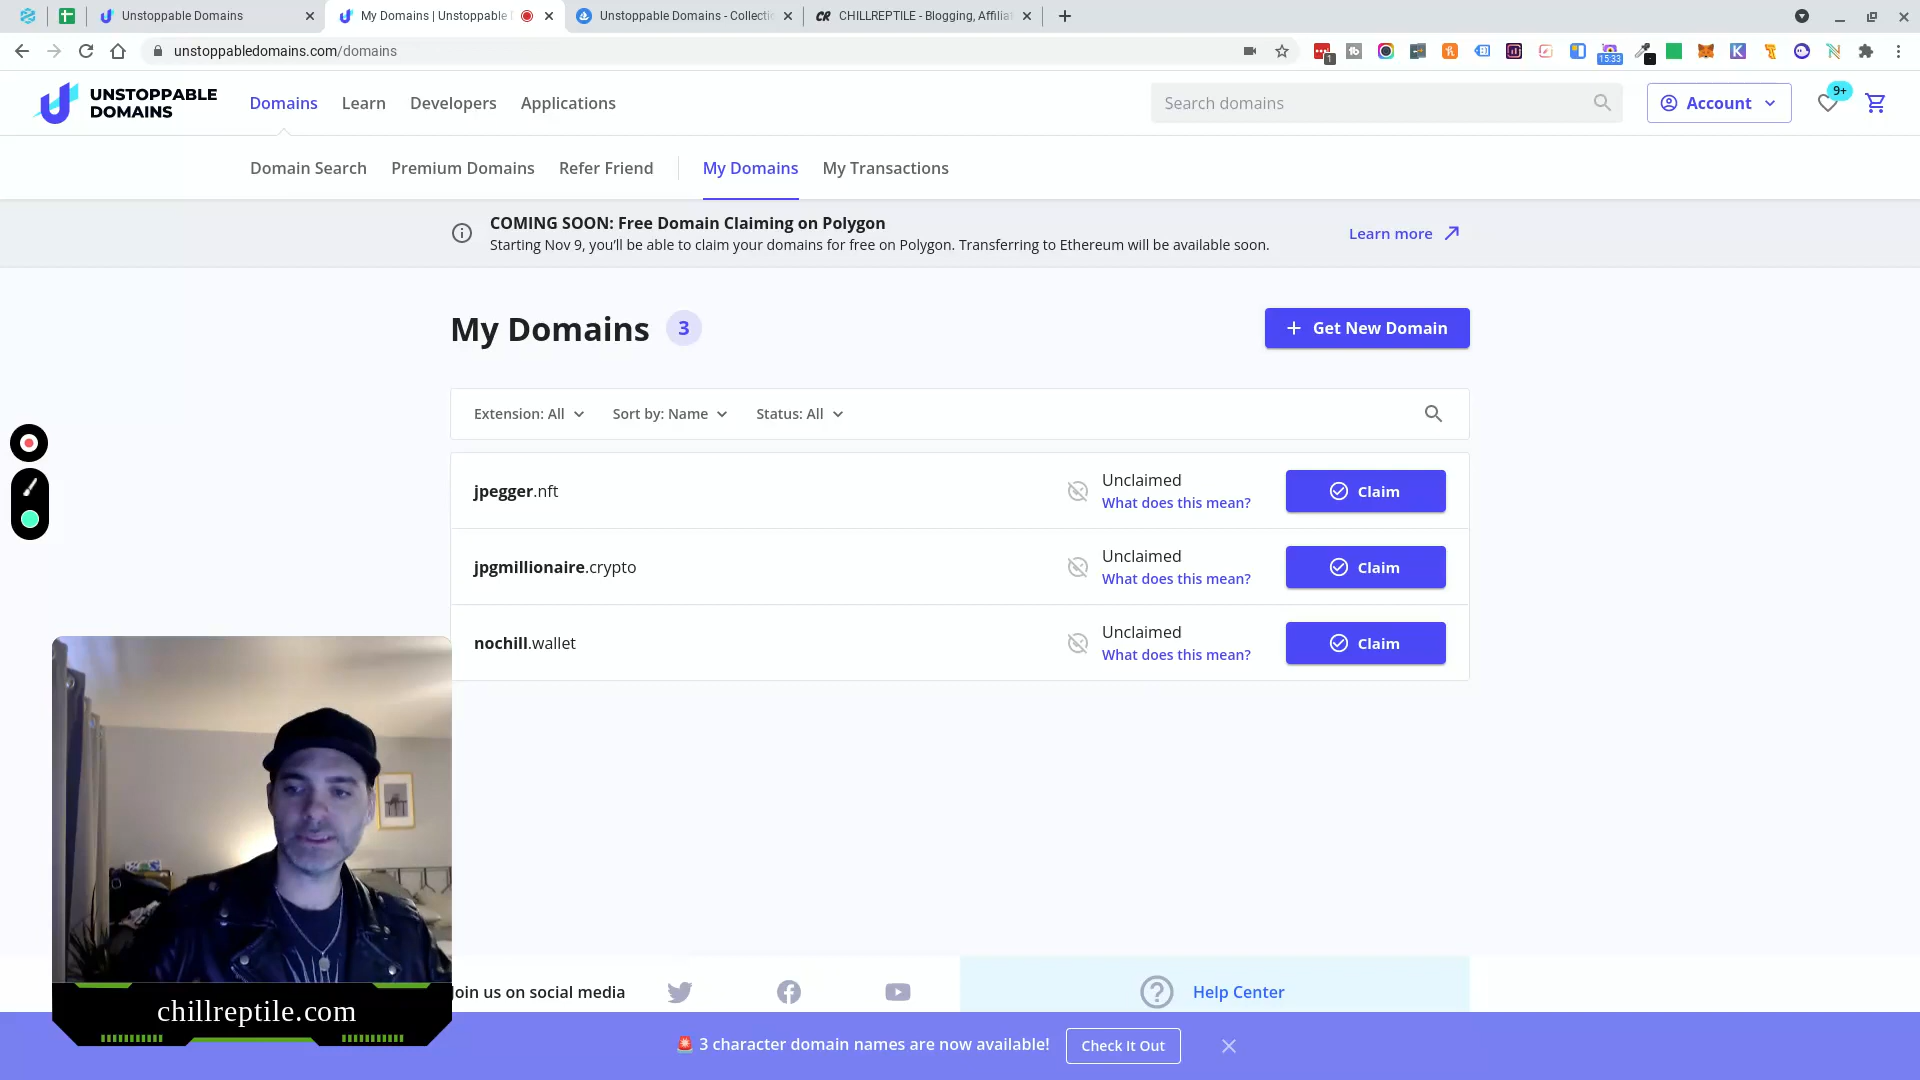 Unstoppable Domains
My Domains | Unstoppable
Unstoppable Domains - Collecti
CHILLREPTILE - Blogging, Affilia
unstoppabledomains.com/domains
1
15:33
UNSTOPPABLE
DOMAINS
Domains
Learn
Developers
Applications
Search domains
Account
9+
Domain Search
Premium Domains
Refer Friend
My Domains
My Transactions
COMING SOON: Free Domain Claiming on Polygon
Starting Nov 9, you'll be able to claim your domains for free on Polygon. Transferring to Ethereum will be available soon.
Learn more
My Domains 3
Get New Domain
Extension: All
Sort by: Name
Status: All
jpegger.nft
Unclaimed
What does this mean?
Claim
jpgmillionaire.crypto
Unclaimed
What does this mean?
Claim
nochill.wallet
Unclaimed
What does this mean?
Claim
Join us on social media
Help Center
chillreptile.com
3 character domain names are now available!
Check It Out